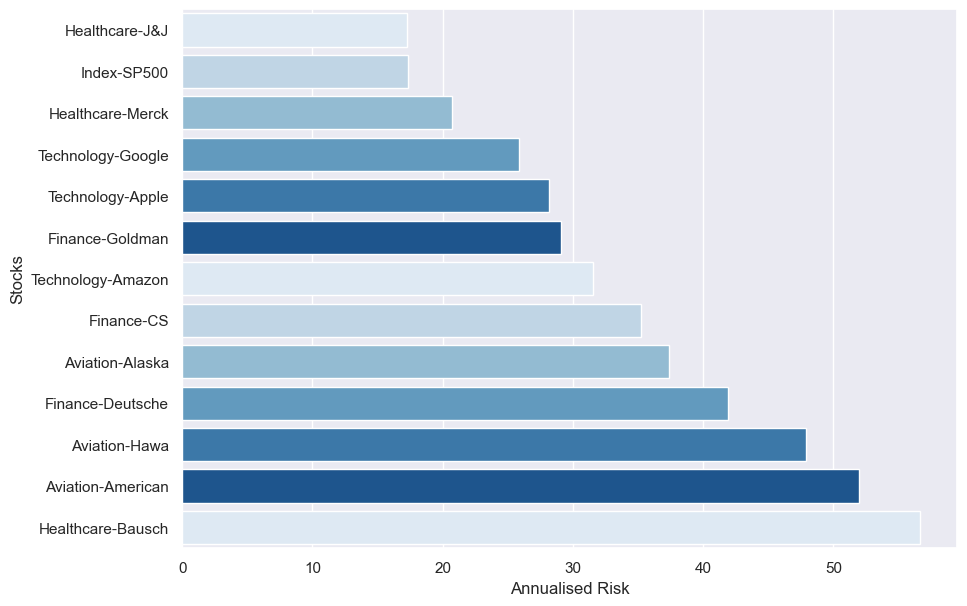 Healthcare-J&J
Index-SP500
Healthcare-Merck
Technology-Google
Technology-Apple
Finance-Goldman
Technology-Amazon
Finance-CS
Aviation-Alaska
Finance-Deutsche
Aviation-Hawa
Aviation-American
Healthcare-Bausch
Stocks
0 10 20 30 40 50
Annualised Risk